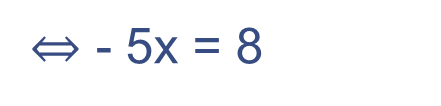 ⇔ - 5x = 8